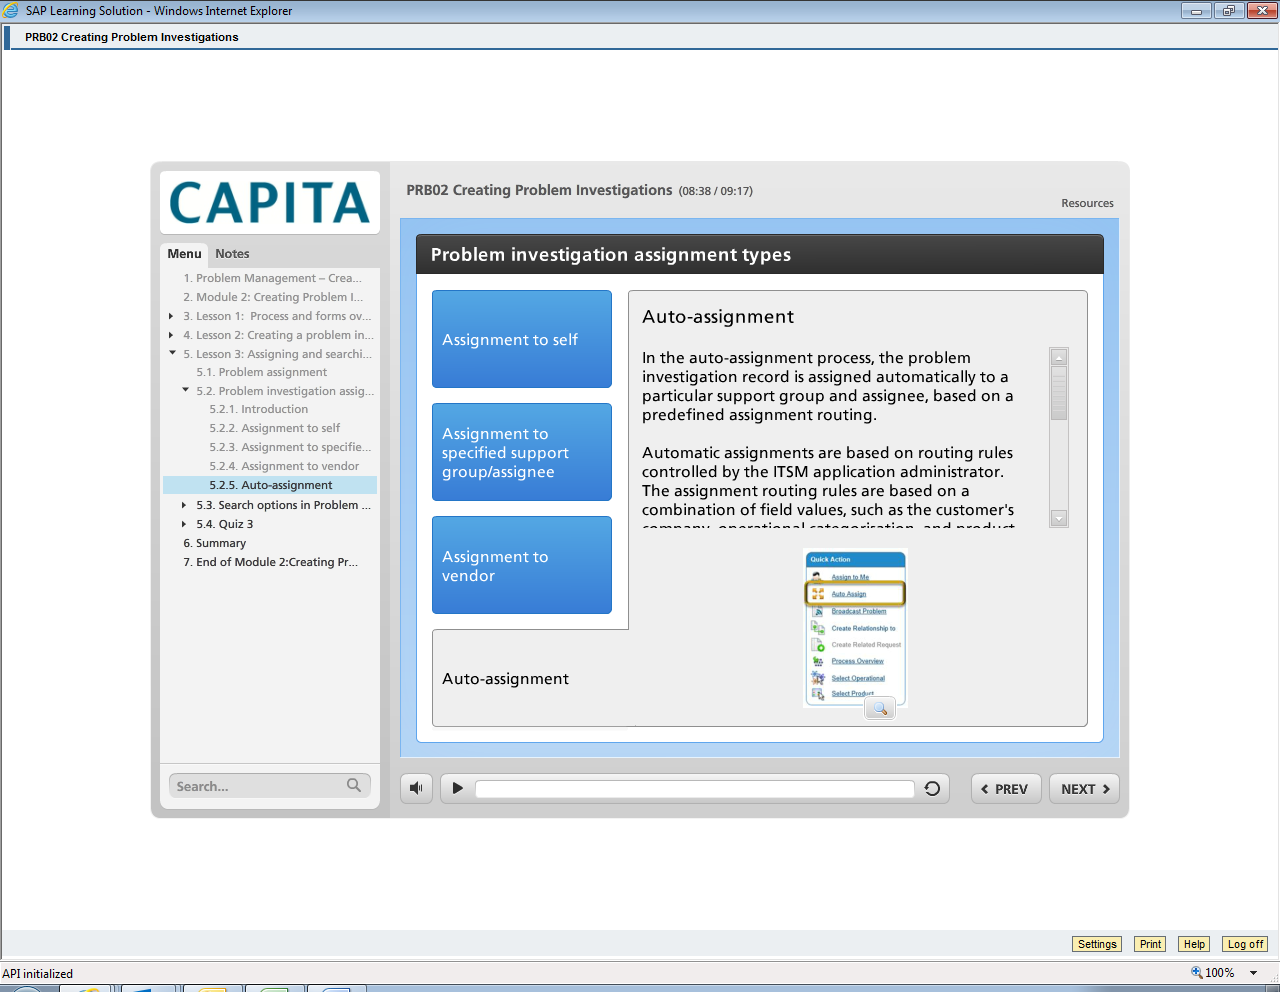 SAP Learning Solution - Windows Internet Explorer
PRB02 Creating Problem Investigations
CAPITA
PRB02 Creating Problem Investigations (08:38 / 09:17)
Resources
Menu
Notes
1. Problem Management – Crea...
2. Module 2: Creating Problem I...
3. Lesson 1: Process and forms ov...
4. Lesson 2: Creating a problem in...
5. Lesson 3: Assigning and searchi...
5.1. Problem assignment
5.2. Problem investigation assig...
5.2.1. Introduction
5.2.2. Assignment to self
5.2.3. Assignment to specifie...
5.2.4. Assignment to vendor
5.2.5. Auto-assignment
5.3. Search options in Problem ...
5.4. Quiz 3
6. Summary
7. End of Module 2:Creating Pr...
Search...
Problem investigation assignment types
Assignment to self
Assignment to
specified support
group/assignee
Assignment to
vendor
Auto-assignment
Auto-assignment
In the auto-assignment process, the problem
investigation record is assigned automatically to a
particular support group and assignee, based on a
predefined assignment routing.
Automatic assignments are based on routing rules
controlled by the ITSM application administrator.
The assignment routing rules are based on a
combination of field values, such as the customer's
company, operational categorisation, and product
Quick Action
Assign to Me
Auto Assign
Broadcast Problem
Create Relationship to
Create Related Request
Process Overview
Select Operational
Select Product
PREV
NEXT
Settings
Print
Help
Log off
API initialized
100%